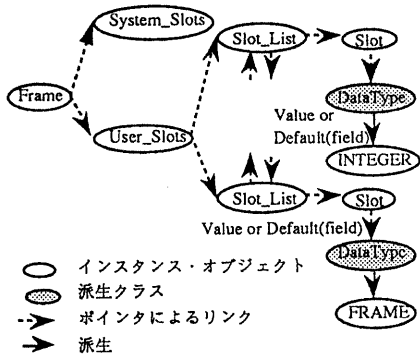 System_Slots
Slot_List
Slot
Frame
DataType
Value or
Default(field)
User_Slots
INTEGER
Slot_List
Slot
Value or Default(field)
DataType
インスタンス・オブジェクト
派生クラス
FRAME
ポインタによるリンク
派生